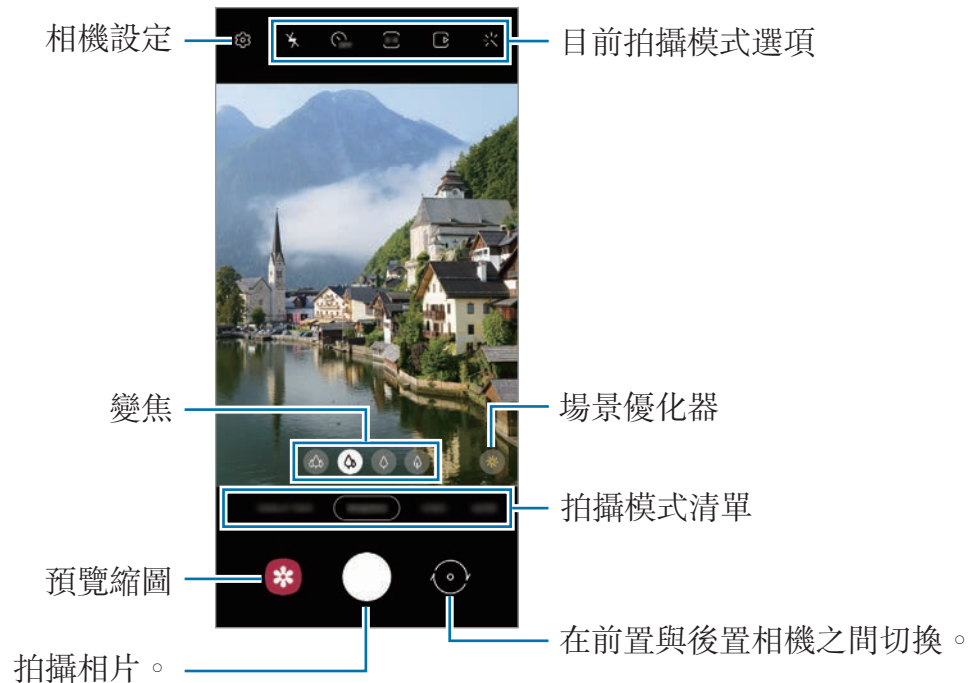 相機設定
目前拍攝模式選項
變焦
場景優化器
拍攝模式清單
預覽縮圖
在前置與後置相機之間切換。
拍攝相片。